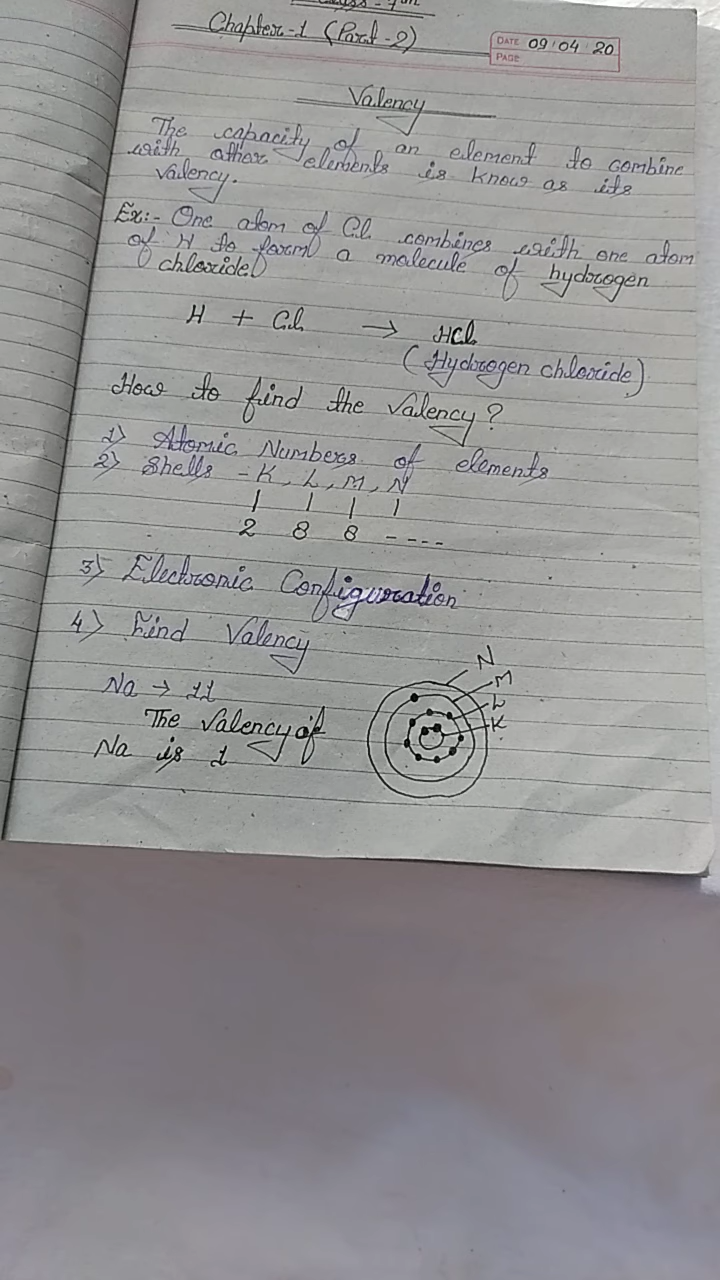 Chapter-1 (Part-2)
DATE 09.04 20
PAGE
Valency
The capacity of an element to combine
with other elements is know as its
valency.
Ex:- One atom of Cl combines with one atom
of H to form a molecule of hydrogen
chloride
H + Cl → HCl
(Hydrogen chloride)
How to find the Valency?
1) Atomic Numbers of elements
2) Shells - K, L, M, N
2 8 8 ----
3) Electronic Configuration
4) Find Valency
N
M
L
K
Na → 11
The Valency of
Na is 1